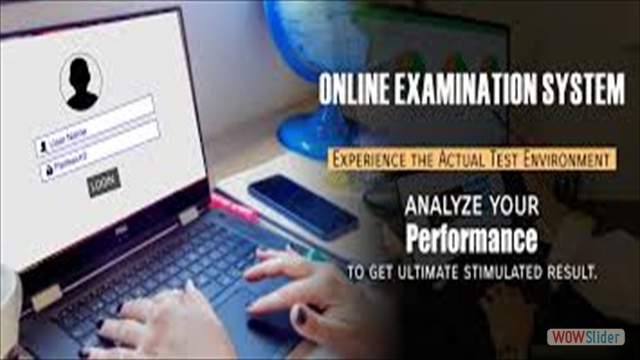 ONLINE EXAMINATION SYSTEM
EXPERIENCE THE ACTUAL TEST ENVIRONMENT
ANALYZE YOUR
Performance
TO GET ULTIMATE STIMULATED RESULT.
User Name
Password
LOGIN
DELL
WOWSlider